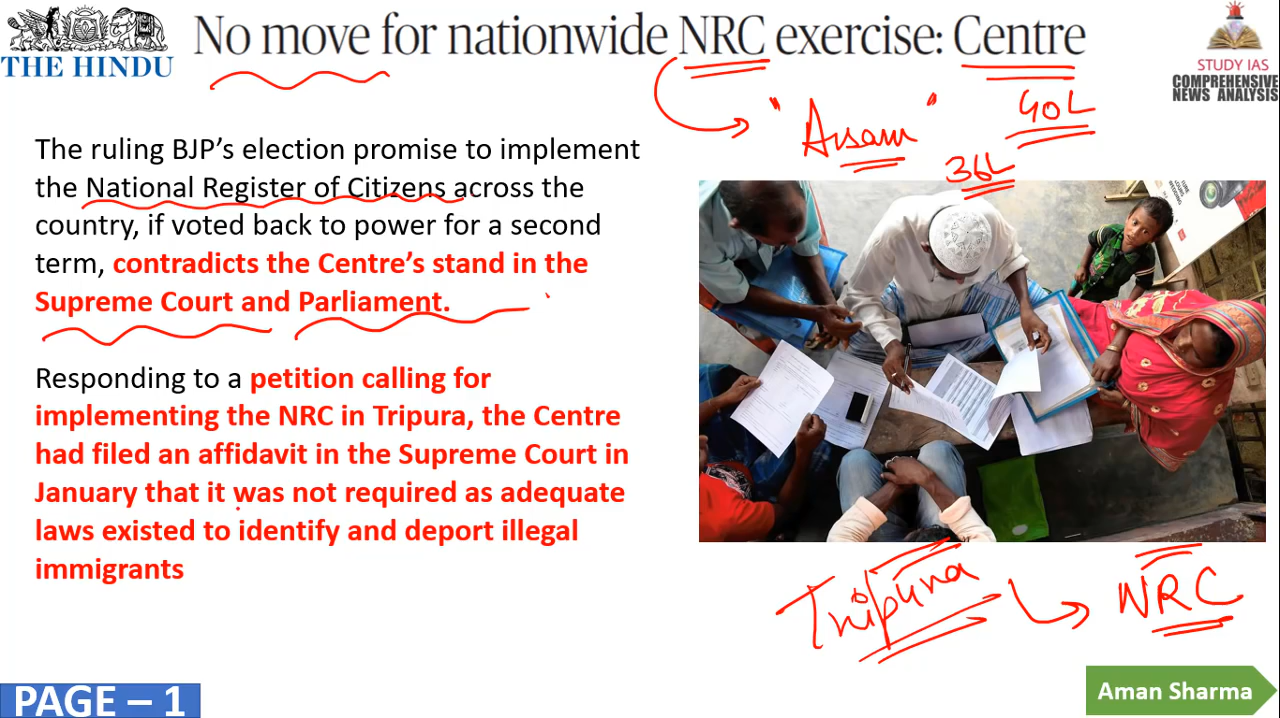 THE HINDU
No move for nationwide NRC exercise: Centre
STUDY IAS
COMPREHENSIVE
NEWS ANALYSIS
"Assam"
40L
36L
The ruling BJP's election promise to implement
the National Register of Citizens across the
country, if voted back to power for a second
term, contradicts the Centre's stand in the
Supreme Court and Parliament.
Responding to a petition calling for
implementing the NRC in Tripura, the Centre
had filed an affidavit in the Supreme Court in
January that it was not required as adequate
laws existed to identify and deport illegal
immigrants
Tripura
NRC
PAGE – 1
Aman Sharma